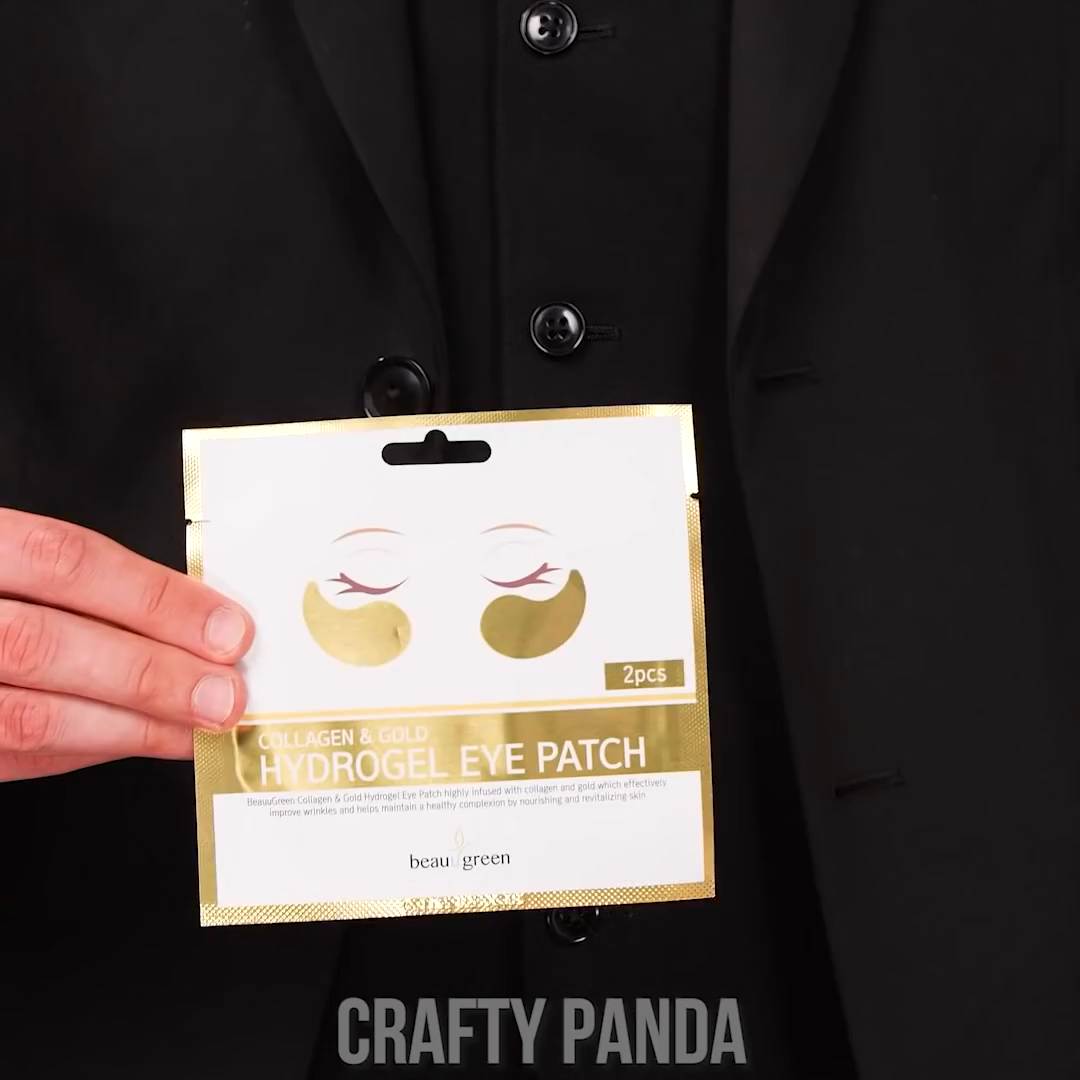 2pcs
COLLAGEN & GOLD
HYDROGEL EYE PATCH
BeauuGreen Collagen & Gold Hydrogel Eye Patch highly infused with collagen and gold which effectively
improve wrinkles and helps maintain a healthy complexion by nourishing and revitalizing skin
beauugreen
CRAFTY PANDA